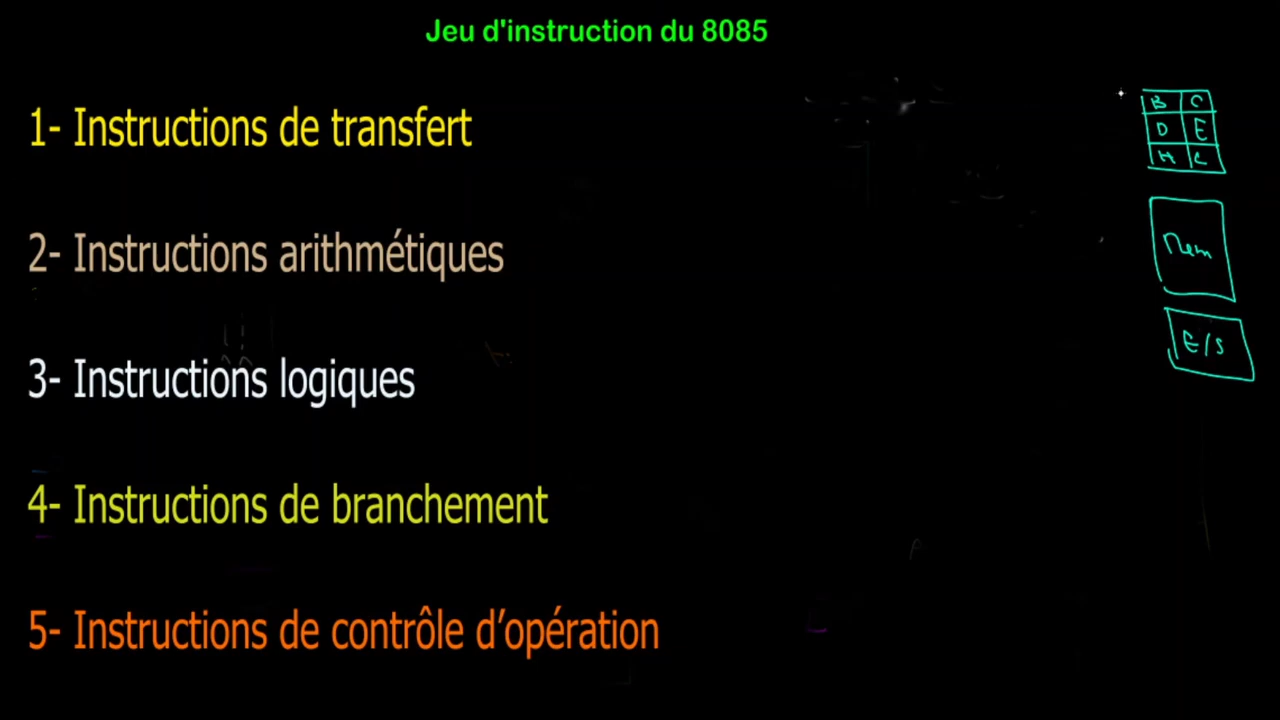 Jeu d'instruction du 8085
1- Instructions de transfert
2- Instructions arithmétiques
3- Instructions logiques
4- Instructions de branchement
5- Instructions de contrôle d’opération
B C
D E
H L
Mem
E/S